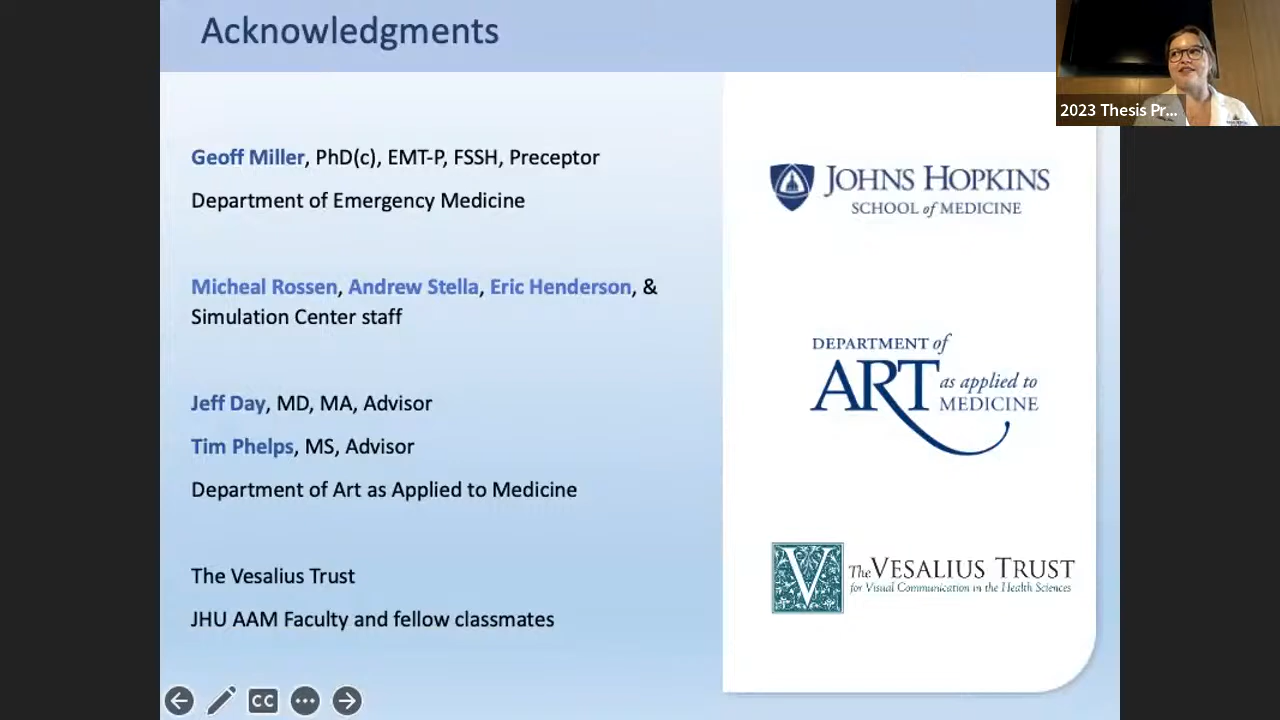 Acknowledgments
2023 Thesis Pr...
Geoff Miller, PhD(c), EMT-P, FSSH, Preceptor
Department of Emergency Medicine
Micheal Rossen, Andrew Stella, Eric Henderson, &
Simulation Center staff
Jeff Day, MD, MA, Advisor
Tim Phelps, MS, Advisor
Department of Art as Applied to Medicine
The Vesalius Trust
JHU AAM Faculty and fellow classmates
JOHNS HOPKINS
SCHOOL of MEDICINE
DEPARTMENT of
ART as applied to
MEDICINE
V
The VESALIUS TRUST
for Visual Communication in the Health Sciences
CC